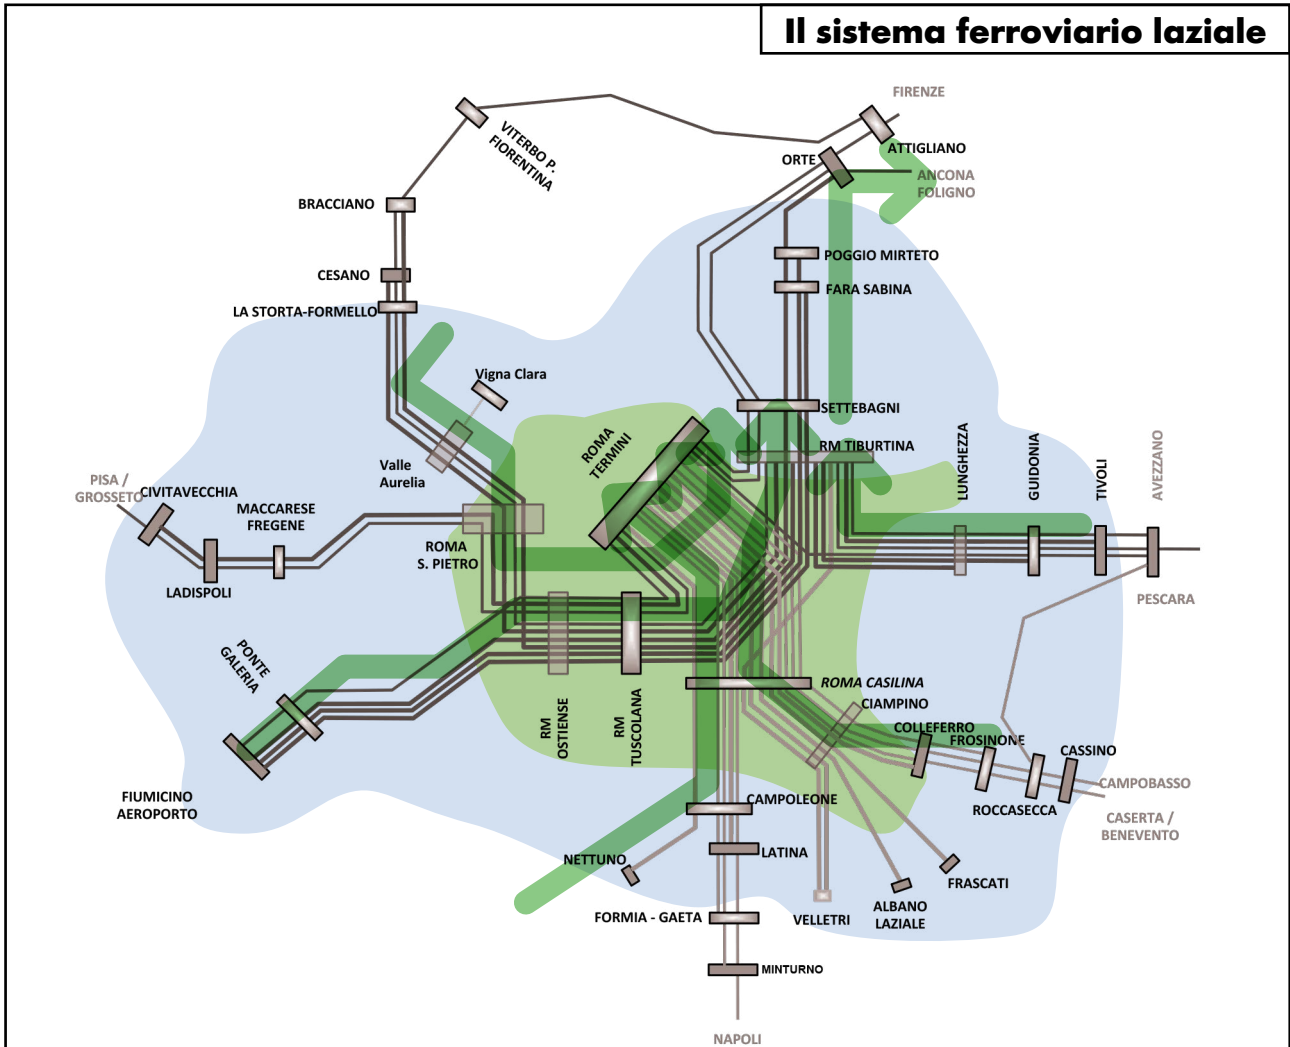 Il sistema ferroviario laziale
FIRENZE
ATTIGLIANO
ORTE
ANCONA
FOLIGNO
VITERBO P.
FIORENTINA
BRACCIANO
POGGIO MIRTETO
CESANO
FARA SABINA
LA STORTA-FORMELLO
Vigna Clara
SETTEBAGNI
ROMA
TERMINI
RM TIBURTINA
LUNGHEZZA
GUIDONIA
TIVOLI
AVEZZANO
Valle
Aurelia
PISA /
GROSSETO
CIVITAVECCHIA
MACCARESE
FREGENE
ROMA
S. PIETRO
LADISPOLI
PESCARA
PONTE
GALERIA
ROMA CASILINA
RM
OSTIENSE
RM
TUSCOLANA
CIAMPINO
COLLEFERRO
FROSINONE
CASSINO
CAMPOBASSO
FIUMICINO
AEROPORTO
CAMPOLEONE
ROCCASECCA
CASERTA /
BENEVENTO
NETTUNO
LATINA
FRASCATI
ALBANO
LAZIALE
FORMIA - GAETA
VELLETRI
MINTURNO
NAPOLI